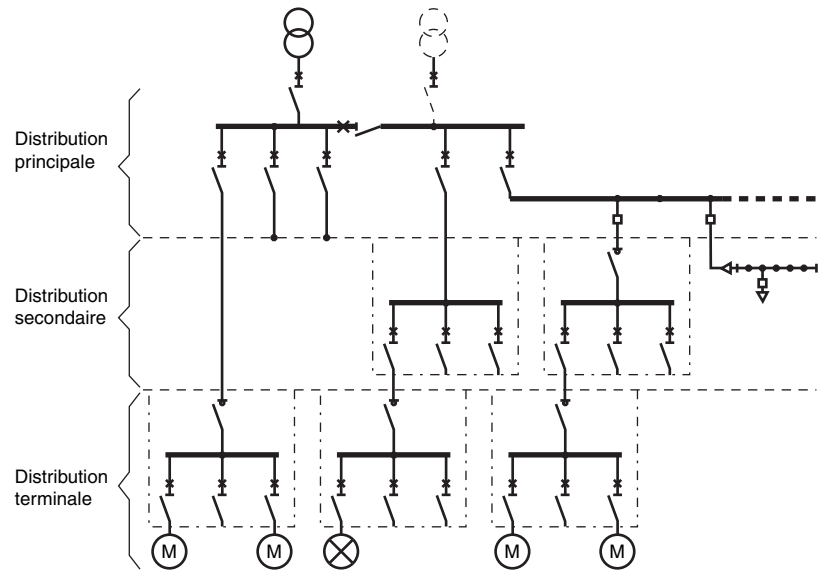 Distribution
principale
Distribution
secondaire
Distribution
terminale
M
M
M
M